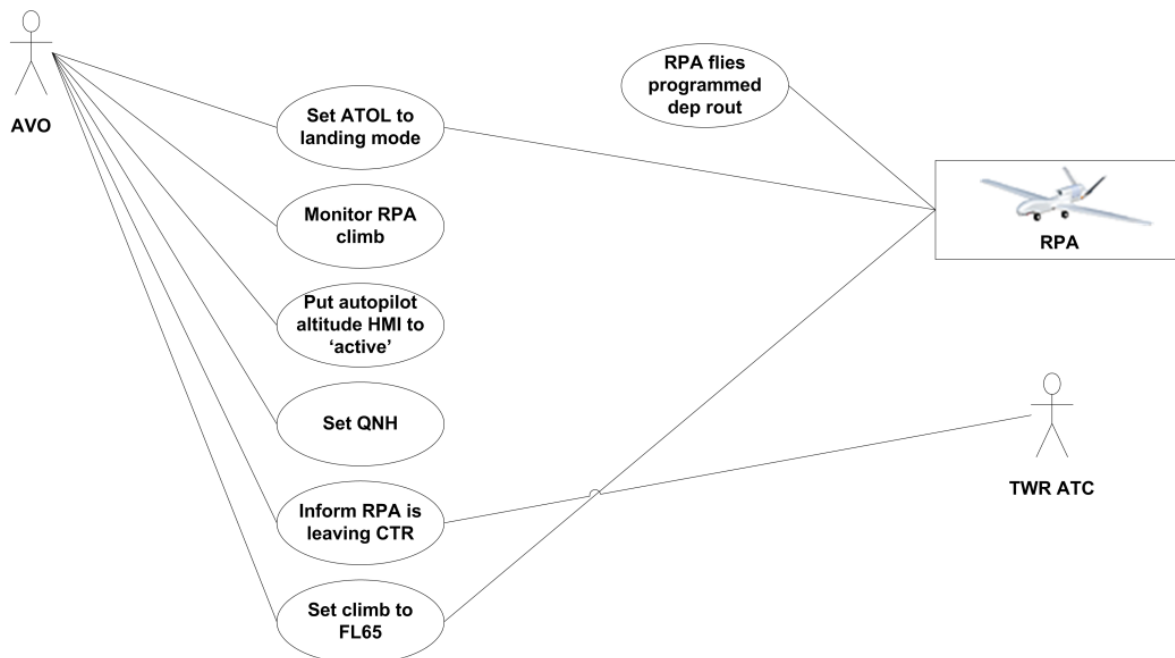 AVO
Set ATOL to
landing mode
Monitor RPA
climb
Put autopilot
altitude HMI to
‘active’
Set QNH
Inform RPA is
leaving CTR
Set climb to
FL65
RPA flies
programmed
dep rout
RPA
TWR ATC